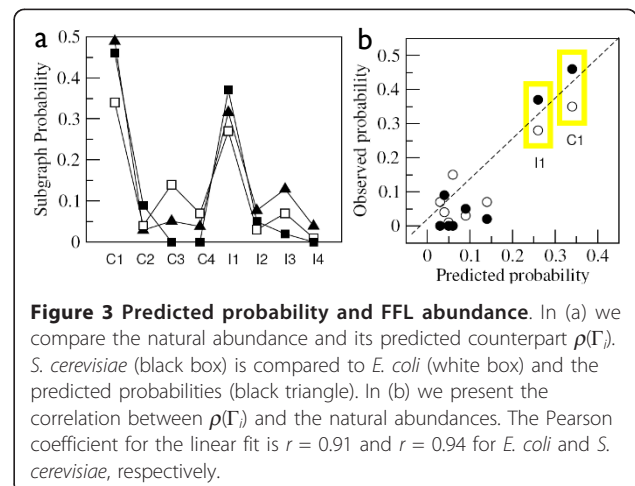 a
b
0.5
0.4
0.3
0.2
0.1
0
Subgraph Probability
C1 C2 C3 C4 I1 I2 I3 I4
0.5
0.4
0.3
0.2
0.1
0
Observed probability
I1
C1
0 0.1 0.2 0.3 0.4
Predicted probability
Figure 3 Predicted probability and FFL abundance. In (a) we
compare the natural abundance and its predicted counterpart ρ(Γi).
S. cerevisiae (black box) is compared to E. coli (white box) and the
predicted probabilities (black triangle). In (b) we present the
correlation between ρ(Γi) and the natural abundances. The Pearson
coefficient for the linear fit is r = 0.91 and r = 0.94 for E. coli and S.
cerevisiae, respectively.